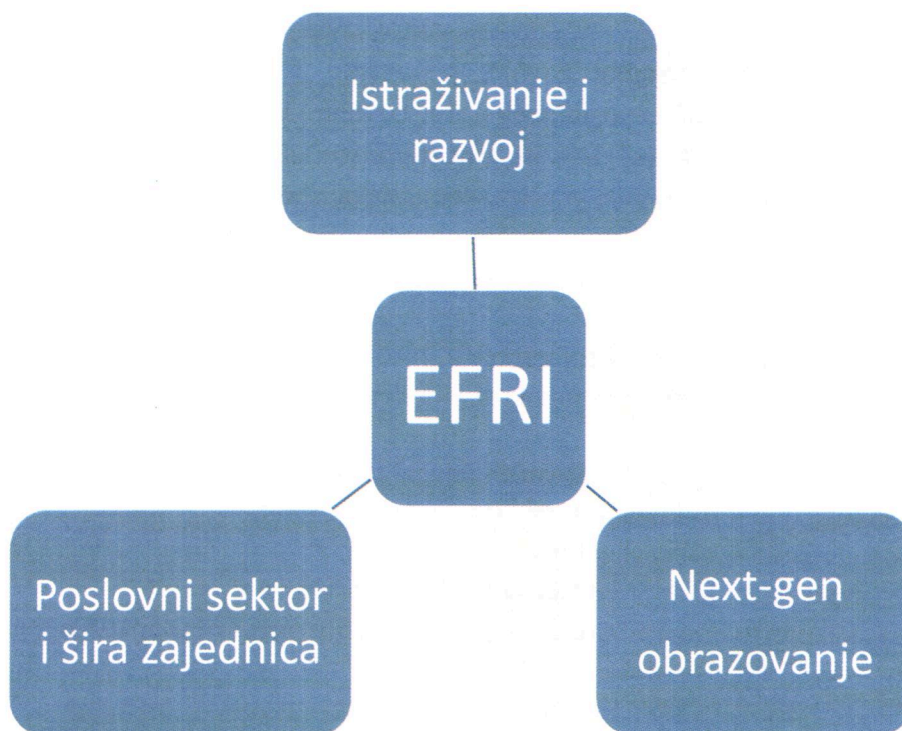 Istraživanje i
razvoj
EFRI
Poslovni sektor
i šira zajednica
Next-gen
obrazovanje